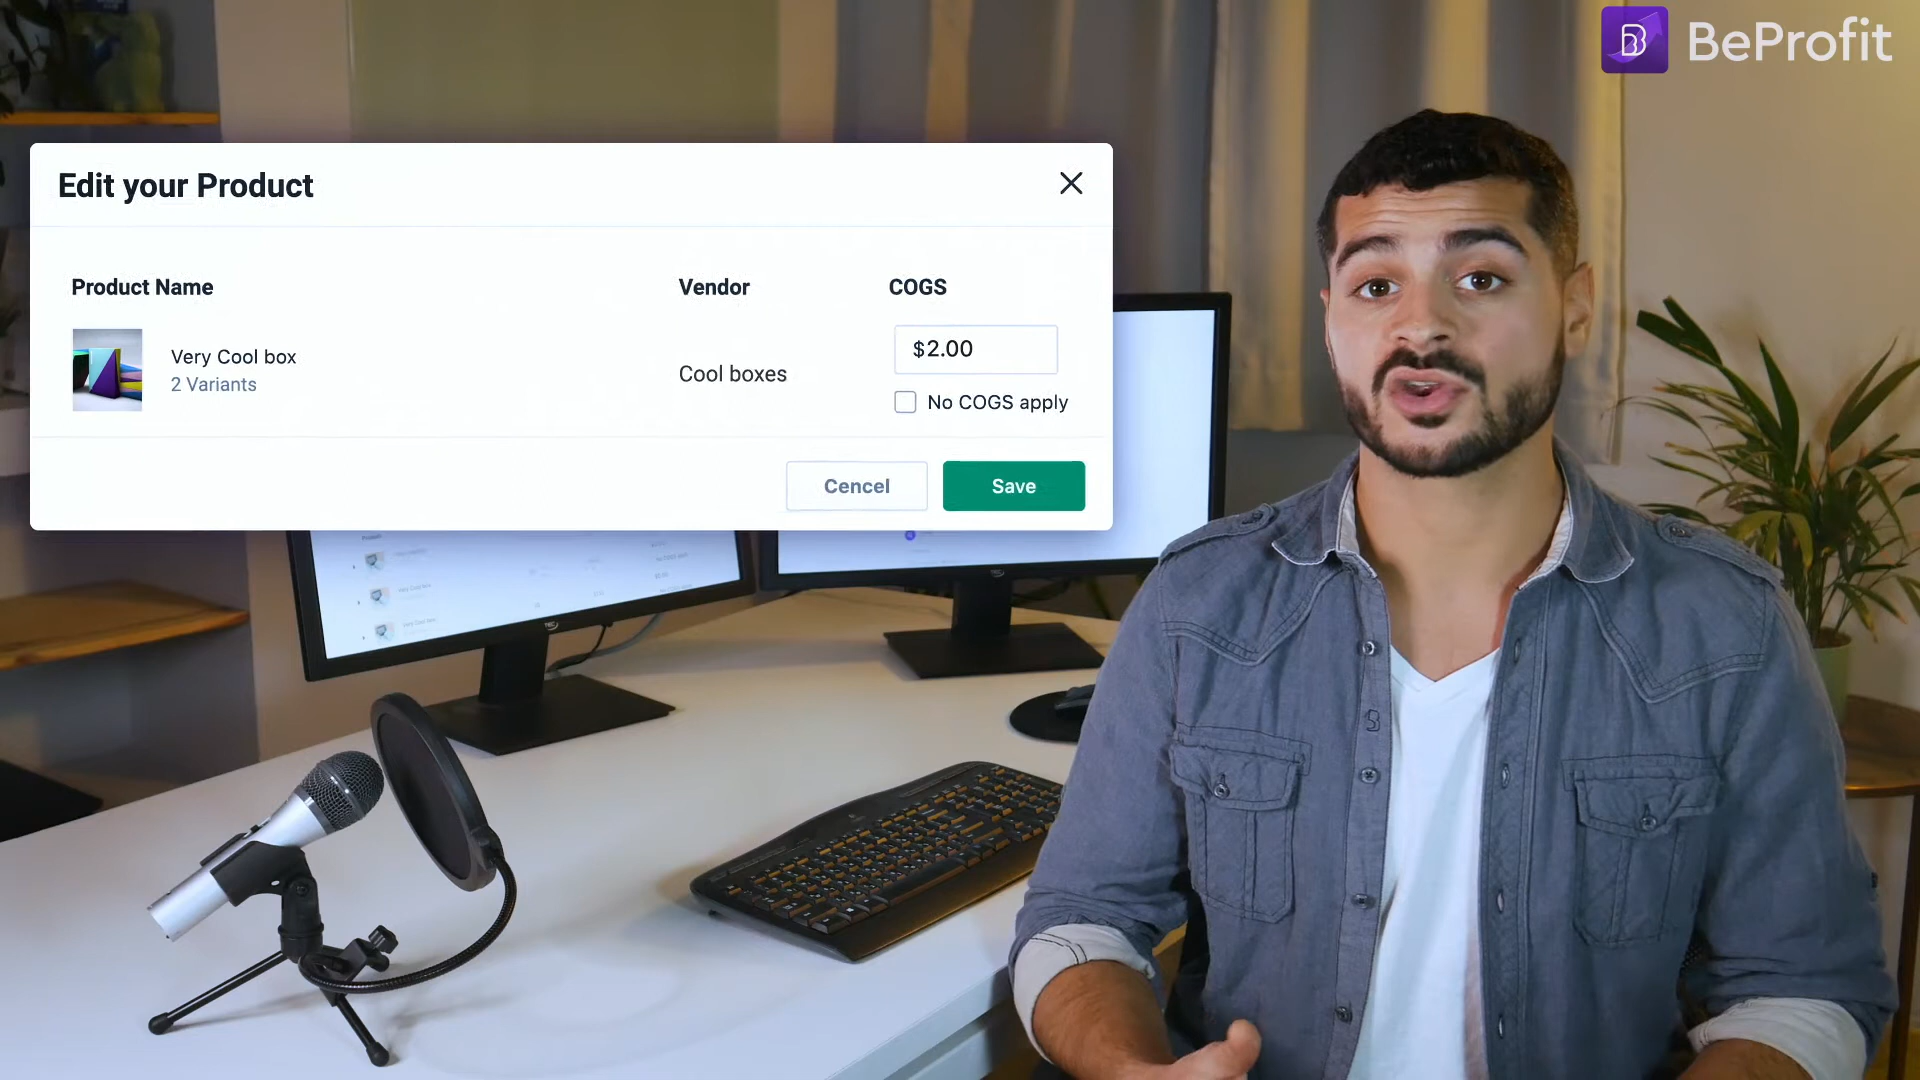 BeProfit
Edit your Product
Product Name
Vendor
COGS
Very Cool box
2 Variants
Cool boxes
$2.00
No COGS apply
Cencel
Save